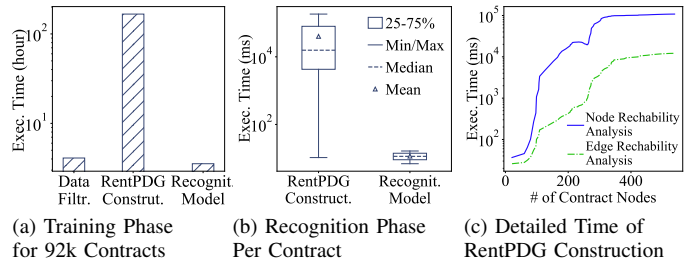 Exec. Time (hour)
10²
10¹
Data Filtr.
RentPDG Construt.
Recognit. Model
(a) Training Phase
for 92k Contracts
Exec. Time (ms)
10⁴
10²
25-75%
Min/Max
Median
Mean
RentPDG Construct.
Recognit. Model
(b) Recognition Phase
Per Contract
Exec. Time (ms)
10⁵
10⁴
10³
10²
Node Rechability
Analysis
Edge Rechability
Analysis
0
200
400
# of Contract Nodes
(c) Detailed Time of
RentPDG Construction